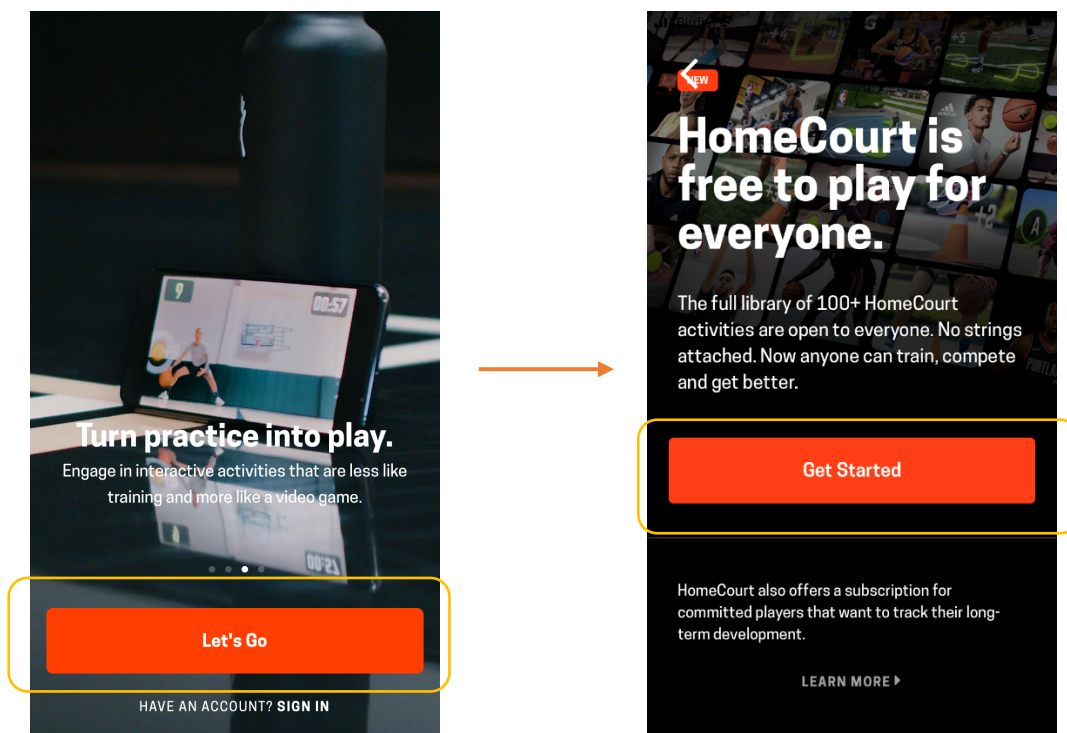 9
00:57
Turn practice into play.
Engage in interactive activities that are less like
training and more like a video game.
Let's Go
HAVE AN ACCOUNT? SIGN IN
+4
+5
NEW
adidas
HomeCourt is
free to play for
everyone.
+2
A
The full library of 100+ HomeCourt
activities are open to everyone. No strings
attached. Now anyone can train, compete
and get better.
Get Started
HomeCourt also offers a subscription for
committed players that want to track their long-
term development.
LEARN MORE